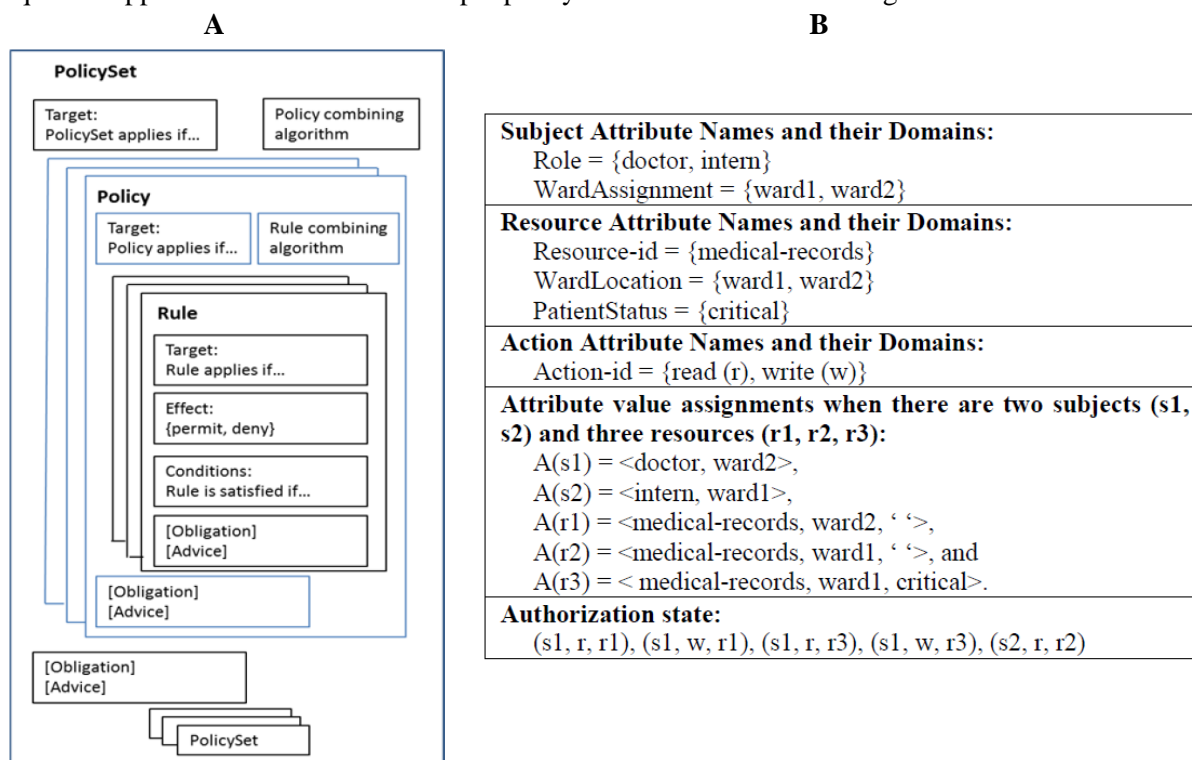 A
B
PolicySet
Target:
PolicySet applies if...
Policy combining
algorithm
Policy
Target:
Policy applies if...
Rule combining
algorithm
Rule
Target:
Rule applies if...
Effect:
{permit, deny}
Conditions:
Rule is satisfied if...
[Obligation]
[Advice]
[Obligation]
[Advice]
[Obligation]
[Advice]
PolicySet
Subject Attribute Names and their Domains:
Role = {doctor, intern}
WardAssignment = {ward1, ward2}
Resource Attribute Names and their Domains:
Resource-id = {medical-records}
WardLocation = {ward1, ward2}
PatientStatus = {critical}
Action Attribute Names and their Domains:
Action-id = {read (r), write (w)}
Attribute value assignments when there are two subjects (s1,
s2) and three resources (r1, r2, r3):
A(s1) = <doctor, ward2>,
A(s2) = <intern, ward1>,
A(r1) = <medical-records, ward2, ‘ ‘>,
A(r2) = <medical-records, ward1, ‘ ‘>, and
A(r3) = < medical-records, ward1, critical>.
Authorization state:
(s1, r, r1), (s1, w, r1), (s1, r, r3), (s1, w, r3), (s2, r, r2)